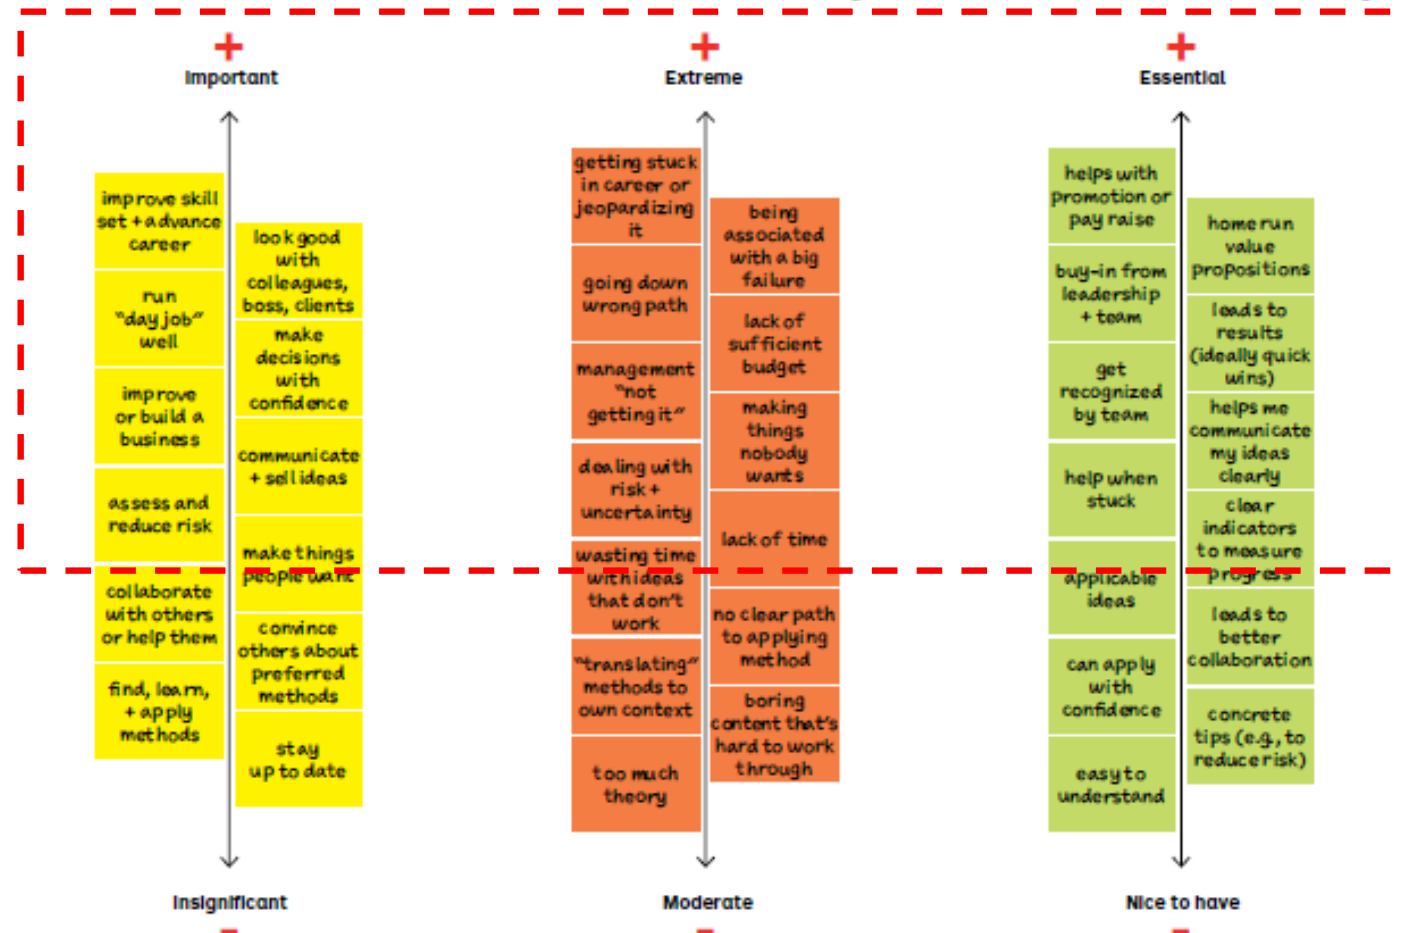 +
Important
improve skill
set + advance
career
run
"day job"
well
improve
or build a
business
assess and
reduce risk
collaborate
with others
or help them
find, learn,
+ apply
methods
look good
with
colleagues,
boss, clients
make
decisions
with
confidence
communicate
+ sell ideas
make things
people want
convince
others about
preferred
methods
stay
up to date
Insignificant
-
+
Extreme
getting stuck
in career or
jeopardizing
it
going down
wrong path
management
"not
getting it"
dealing with
risk +
uncertainty
wasting time
with ideas
that don't
work
"translating"
methods to
own context
too much
theory
being
associated
with a big
failure
lack of
sufficient
budget
making
things
nobody
wants
lack of time
no clear path
to applying
method
boring
content that's
hard to work
through
Moderate
-
+
Essential
helps with
promotion or
pay raise
buy-in from
leadership
+ team
get
recognized
by team
help when
stuck
applicable
ideas
can apply
with
confidence
easy to
understand
home run
value
propositions
leads to
results
(ideally quick
wins)
helps me
communicate
my ideas
clearly
clear
indicators
to measure
progress
leads to
better
collaboration
concrete
tips (e.g., to
reduce risk)
Nice to have
-